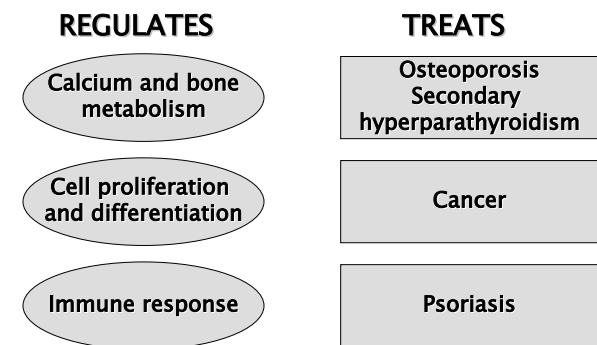 REGULATES
TREATS
Calcium and bone
metabolism
Osteoporosis
Secondary
hyperparathyroidism
Cell proliferation
and differentiation
Cancer
Immune response
Psoriasis